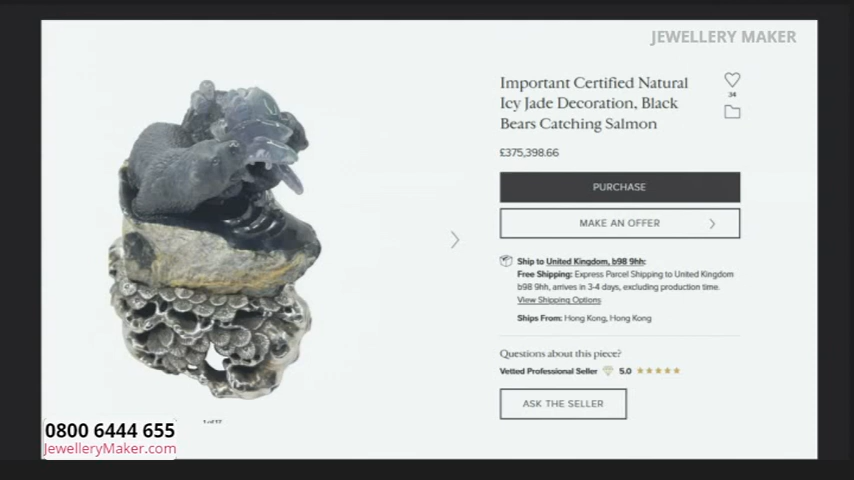 JEWELLERY MAKER
Important Certified Natural
Icy Jade Decoration, Black
Bears Catching Salmon
34
£375,398.66
PURCHASE
MAKE AN OFFER
Ship to United Kingdom, b98 9hh:
Free Shipping: Express Parcel Shipping to United Kingdom
b98 9hh, arrives in 3-4 days, excluding production time.
View Shipping Options
Ships From: Hong Kong, Hong Kong
Questions about this piece?
Vetted Professional Seller 5.0
ASK THE SELLER
0800 6444 655
JewelleryMaker.com